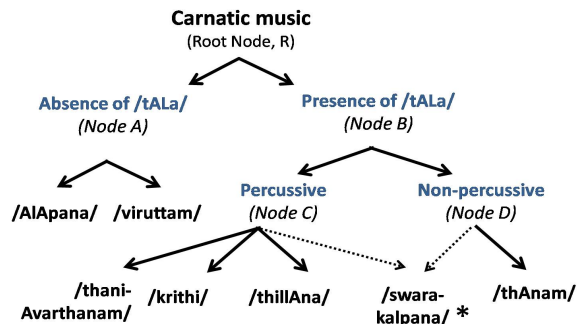 Carnatic music
(Root Node, R)
Absence of /tALa/
(Node A)
Presence of /tALa/
(Node B)
/AlApana/
/viruttam/
Percussive
(Node C)
Non-percussive
(Node D)
/thani-
Avarthanam/
/krithi/
/thillAna/
/swara-
kalpana/ *
/thAnam/